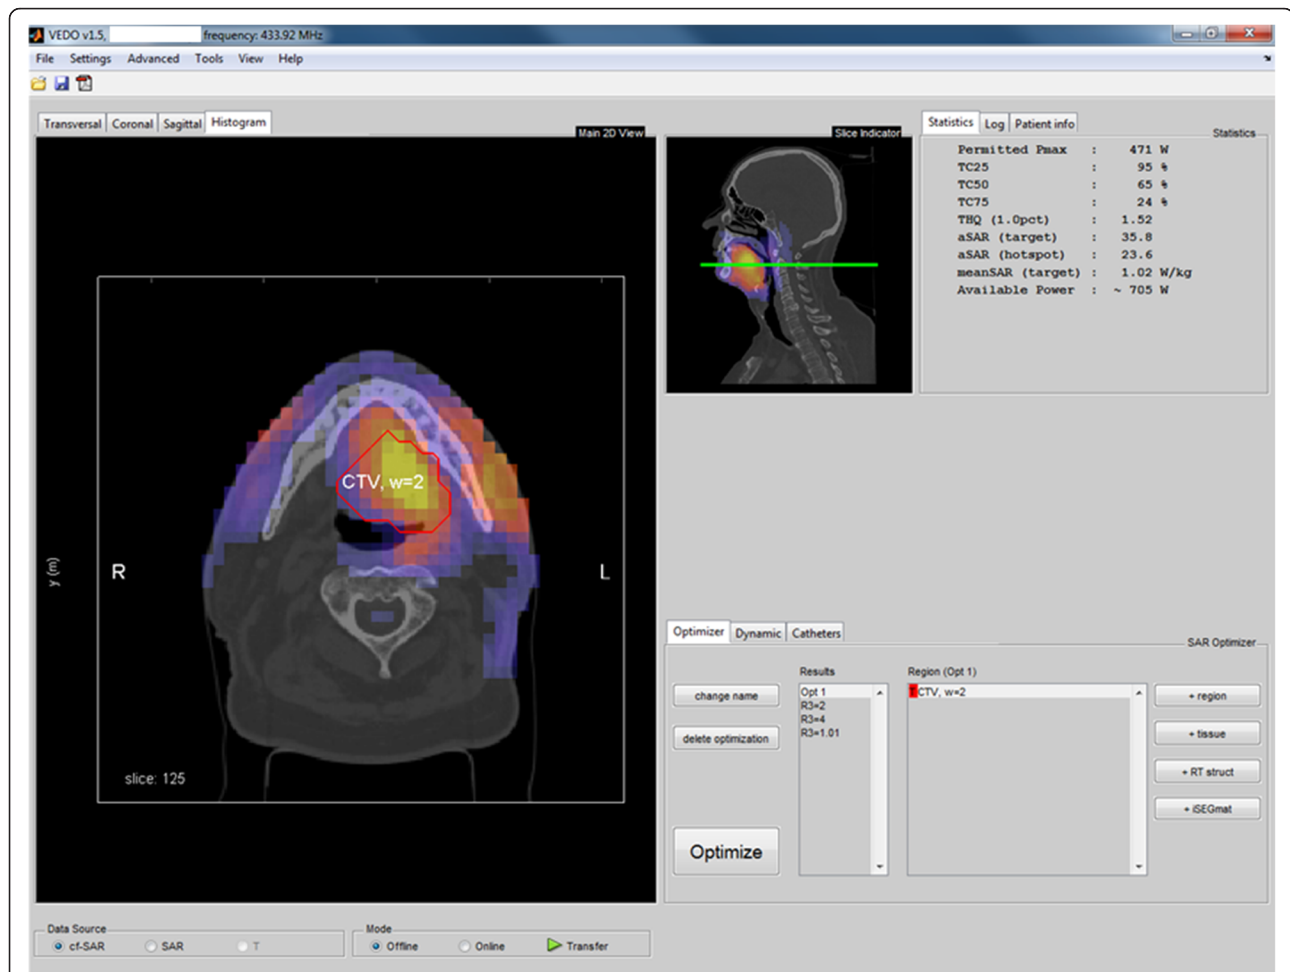 VEDO v1.5, frequency: 433.92 MHz
File Settings Advanced Tools View Help
Transversal Coronal Sagittal Histogram
Main 2D View
CTV, w=2
y (m)
R L
slice: 125
Slice Indicator
Statistics Log Patient info
Statistics
Permitted Pmax : 471 W
TC25 : 95 %
TC50 : 65 %
TC75 : 24 %
THQ (1.0pct) : 1.52
aSAR (target) : 35.8
aSAR (hotspot) : 23.6
meanSAR (target) : 1.02 W/kg
Available Power : ~ 705 W
Optimizer Dynamic Catheters
SAR Optimizer
Results Region (Opt 1)
change name
delete optimization
Optimize
Opt 1
R3=2
R3=4
R3=1.01
T CTV, w=2
+ region
+ tissue
+ RT struct
+ iSEGmat
Data Source
cf-SAR SAR T
Mode
Offline Online Transfer